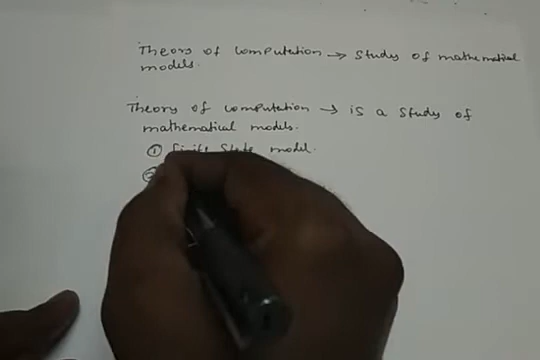 Theory of computation → study of mathematical
models.
Theory of computation → is a study of
mathematical models.
① finite state model.
②